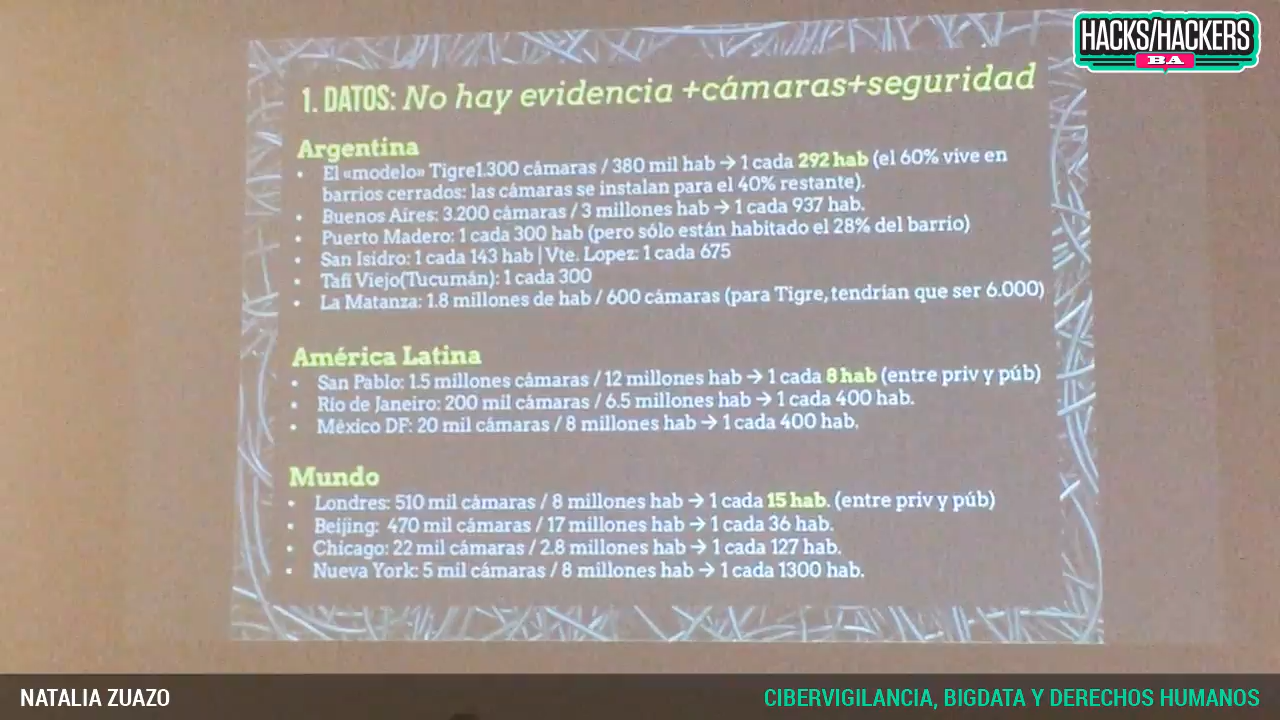 HACKS/HACKERS
BA
1. DATOS: No hay evidencia +cámaras+seguridad
Argentina
• El «modelo» Tigre1.300 cámaras / 380 mil hab → 1 cada 292 hab (el 60% vive en
barrios cerrados: las cámaras se instalan para el 40% restante).
• Buenos Aires: 3.200 cámaras / 3 millones hab → 1 cada 937 hab.
• Puerto Madero: 1 cada 300 hab (pero sólo están habitado el 28% del barrio)
• San Isidro: 1 cada 143 hab | Vte. Lopez: 1 cada 675
• Tafi Viejo(Tucumán): 1 cada 300
• La Matanza: 1.8 millones de hab / 600 cámaras (para Tigre, tendrían que ser 6.000)
América Latina
• San Pablo: 1.5 millones cámaras / 12 millones hab → 1 cada 8 hab (entre priv y púb)
• Río de Janeiro: 200 mil cámaras / 6.5 millones hab → 1 cada 400 hab.
• México DF: 20 mil cámaras / 8 millones hab → 1 cada 400 hab.
Mundo
• Londres: 510 mil cámaras / 8 millones hab → 1 cada 15 hab. (entre priv y púb)
• Beijing: 470 mil cámaras / 17 millones hab → 1 cada 36 hab.
• Chicago: 22 mil cámaras / 2.8 millones hab → 1 cada 127 hab.
• Nueva York: 5 mil cámaras / 8 millones hab → 1 cada 1300 hab.
NATALIA ZUAZO
CIBERVIGILANCIA, BIGDATA Y DERECHOS HUMANOS